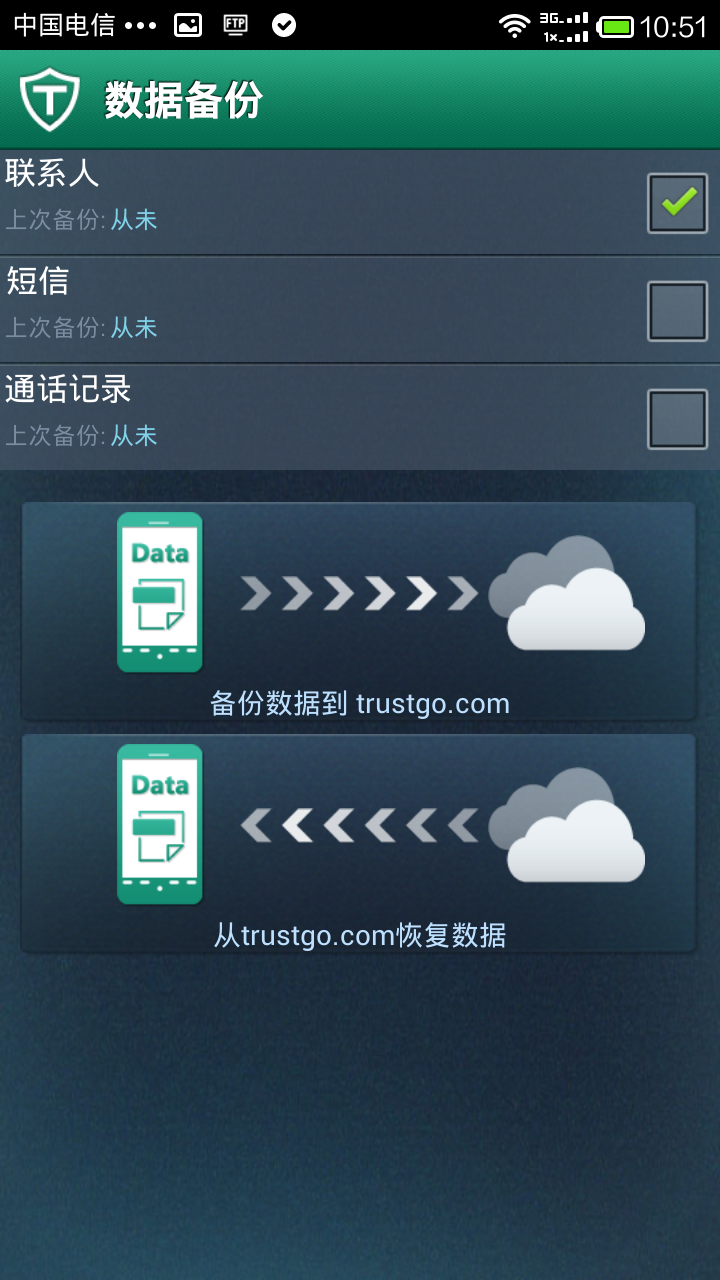 中国电信 ••• FTP 3G 1× 10:51
T 数据备份
联系人
上次备份: 从未
短信
上次备份: 从未
通话记录
上次备份: 从未
Data
备份数据到 trustgo.com
Data
从trustgo.com恢复数据